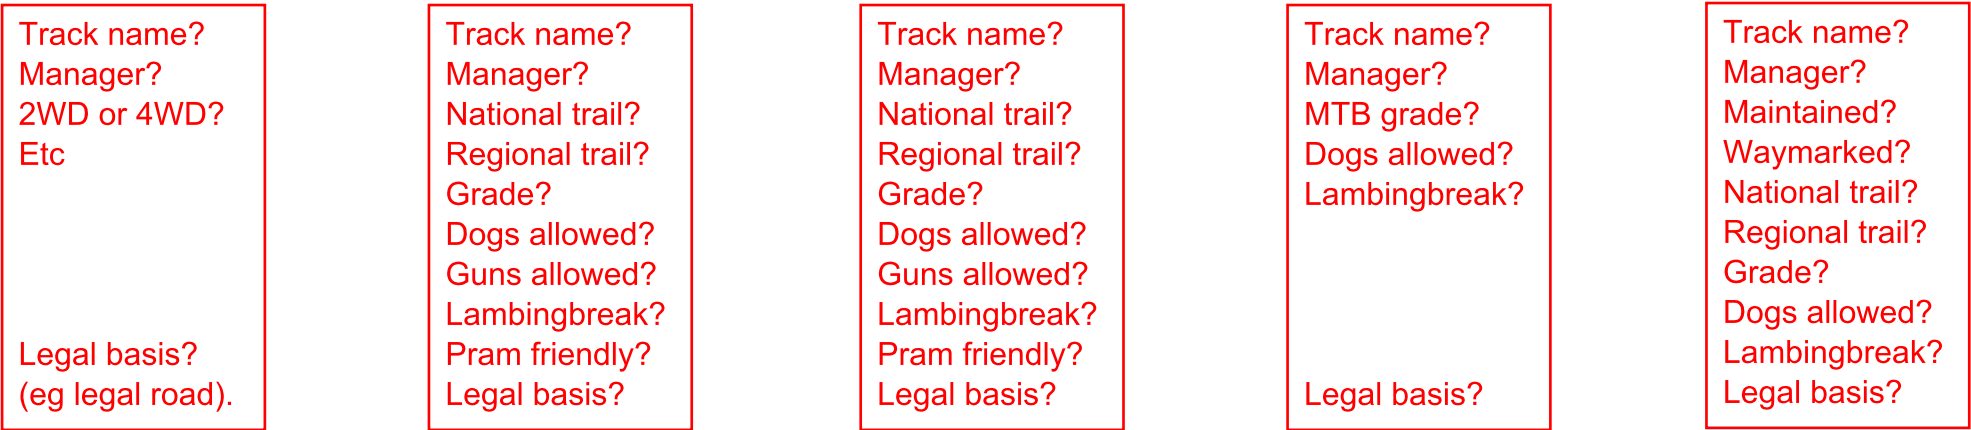 Track name?
Manager?
2WD or 4WD?
Etc
Legal basis?
(eg legal road).
Track name?
Manager?
National trail?
Regional trail?
Grade?
Dogs allowed?
Guns allowed?
Lambingbreak?
Pram friendly?
Legal basis?
Track name?
Manager?
National trail?
Regional trail?
Grade?
Dogs allowed?
Guns allowed?
Lambingbreak?
Pram friendly?
Legal basis?
Track name?
Manager?
MTB grade?
Dogs allowed?
Lambingbreak?
Legal basis?
Track name?
Manager?
Maintained?
Waymarked?
National trail?
Regional trail?
Grade?
Dogs allowed?
Lambingbreak?
Legal basis?